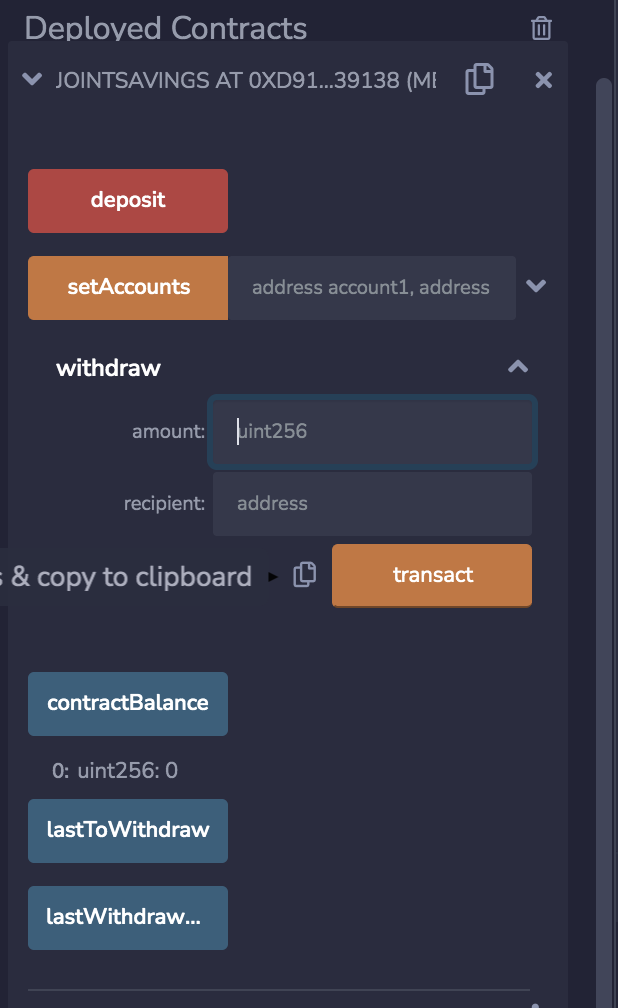 Deployed Contracts
JOINTSAVINGS AT 0XD91...39138 (ME
deposit
setAccounts address account1, address
withdraw
amount: uint256
recipient: address
& copy to clipboard transact
contractBalance
0: uint256: 0
lastToWithdraw
lastWithdraw...